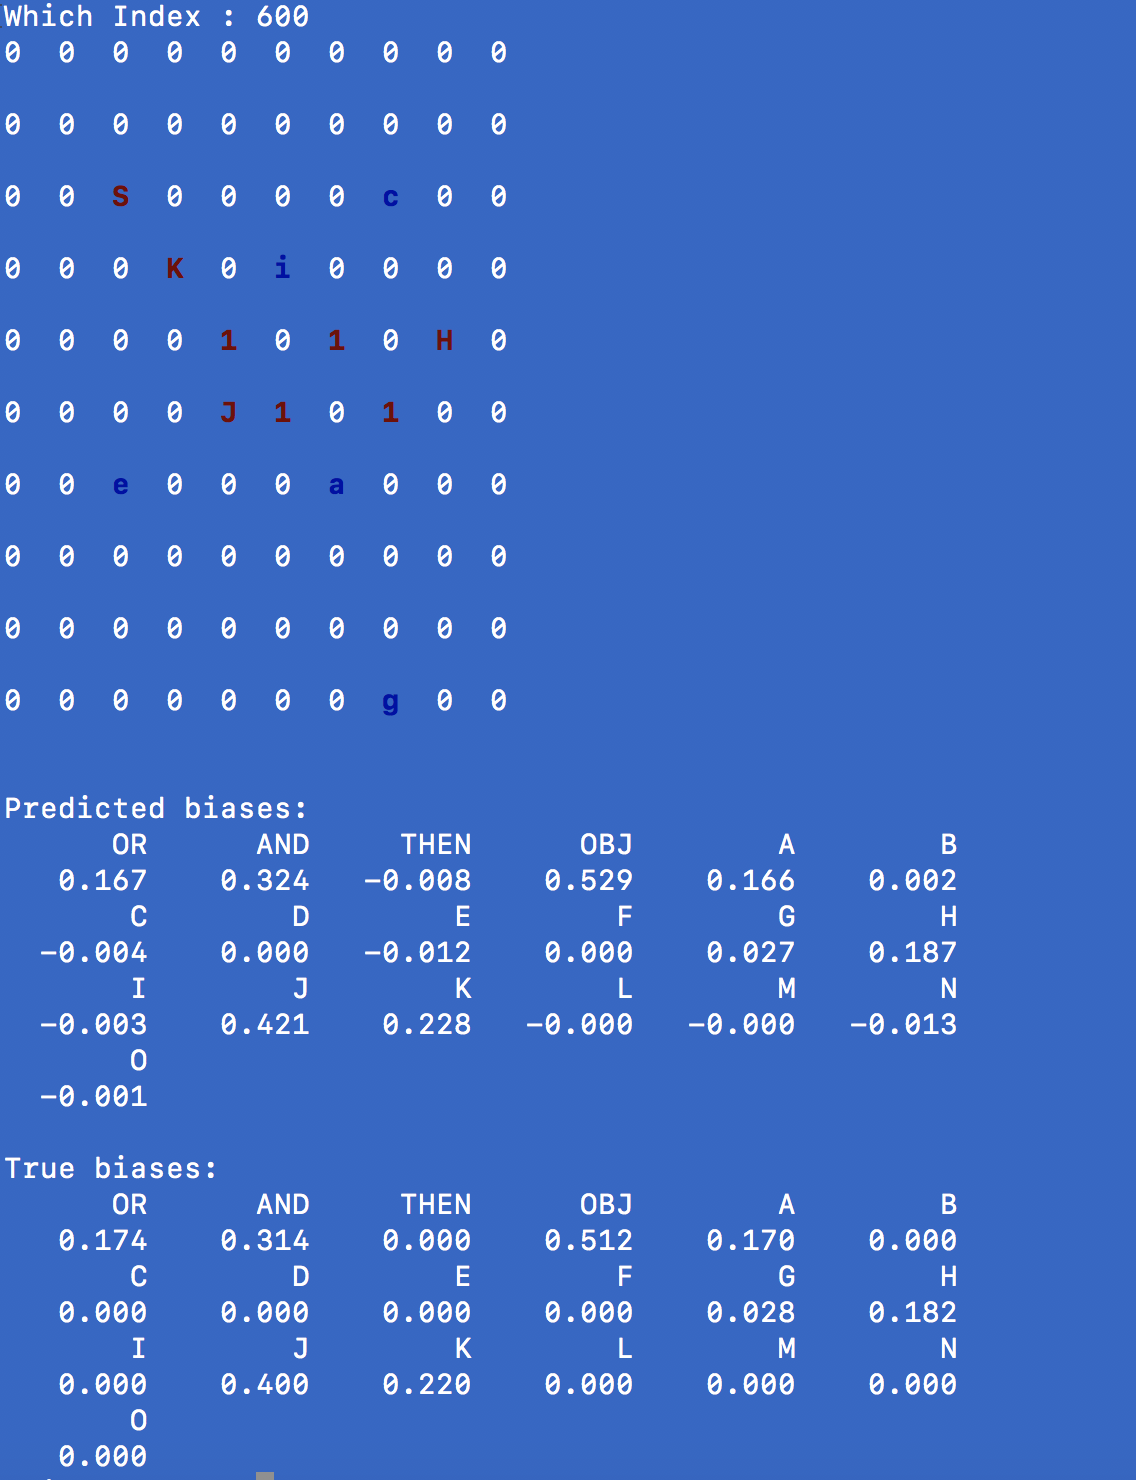 Which Index : 600
0 0 0 0 0 0 0 0 0 0
0 0 0 0 0 0 0 0 0 0
0 0 S 0 0 0 0 c 0 0
0 0 0 K 0 i 0 0 0 0
0 0 0 0 1 0 1 0 H 0
0 0 0 0 J 1 0 1 0 0
0 0 e 0 0 0 a 0 0 0
0 0 0 0 0 0 0 0 0 0
0 0 0 0 0 0 0 0 0 0
0 0 0 0 0 0 0 g 0 0
Predicted biases:
OR AND THEN OBJ A B
0.167 0.324 −0.008 0.529 0.166 0.002
C D E F G H
−0.004 0.000 −0.012 0.000 0.027 0.187
I J K L M N
−0.003 0.421 0.228 −0.000 −0.000 −0.013
O
−0.001
True biases:
OR AND THEN OBJ A B
0.174 0.314 0.000 0.512 0.170 0.000
C D E F G H
0.000 0.000 0.000 0.000 0.028 0.182
I J K L M N
0.000 0.400 0.220 0.000 0.000 0.000
O
0.000